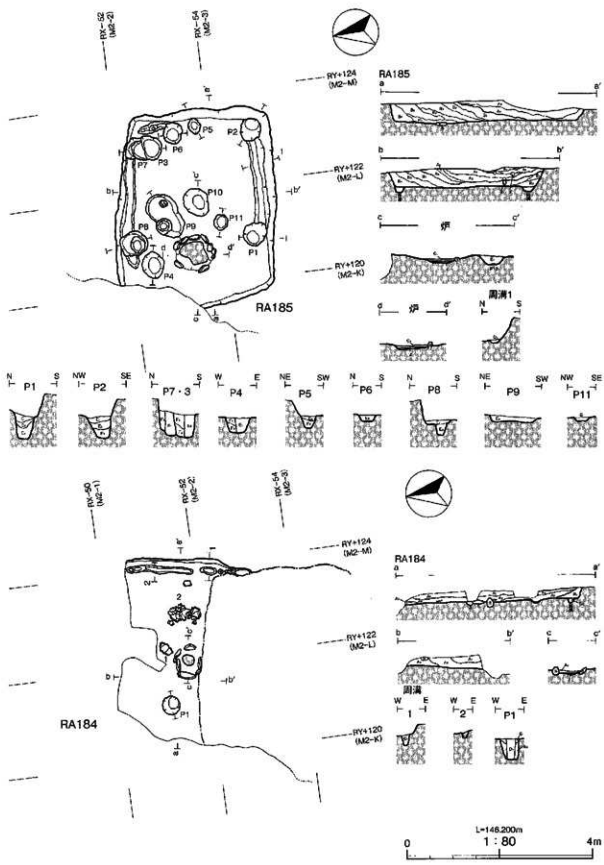 RX-52
(M2-2)
RX-54
(M2-3)
RY+124
(M2-M)
RY+122
(M2-L)
RY+120
(M2-K)
a'
P5
P6
P2
P7
P3
P10
b
b'
c'
P11
P8
P9
d
d'
P1
P4
1
1'
c
a
RA185
RA185
a
a'
b
b'
c
炉
c'
d
炉
d'
周溝1
N
S
N
P1
S
NW
P2
SE
N
P7・3
S
W
P4
E
NE
P5
SW
N
P6
S
N
P8
S
NE
P9
SW
NW
P11
SE
RX-50
(M2-1)
RX-52
(M2-2)
RX-54
(M2-3)
RY+124
(M2-M)
RY+122
(M2-L)
RY+120
(M2-K)
1
2
2
c'
b
b'
c
P1
a
RA184
RA184
a
a'
b
b'
c
c'
周溝
W
E
1
W
E
2
W
E
P1
L=148.200m
1:80
0
4m